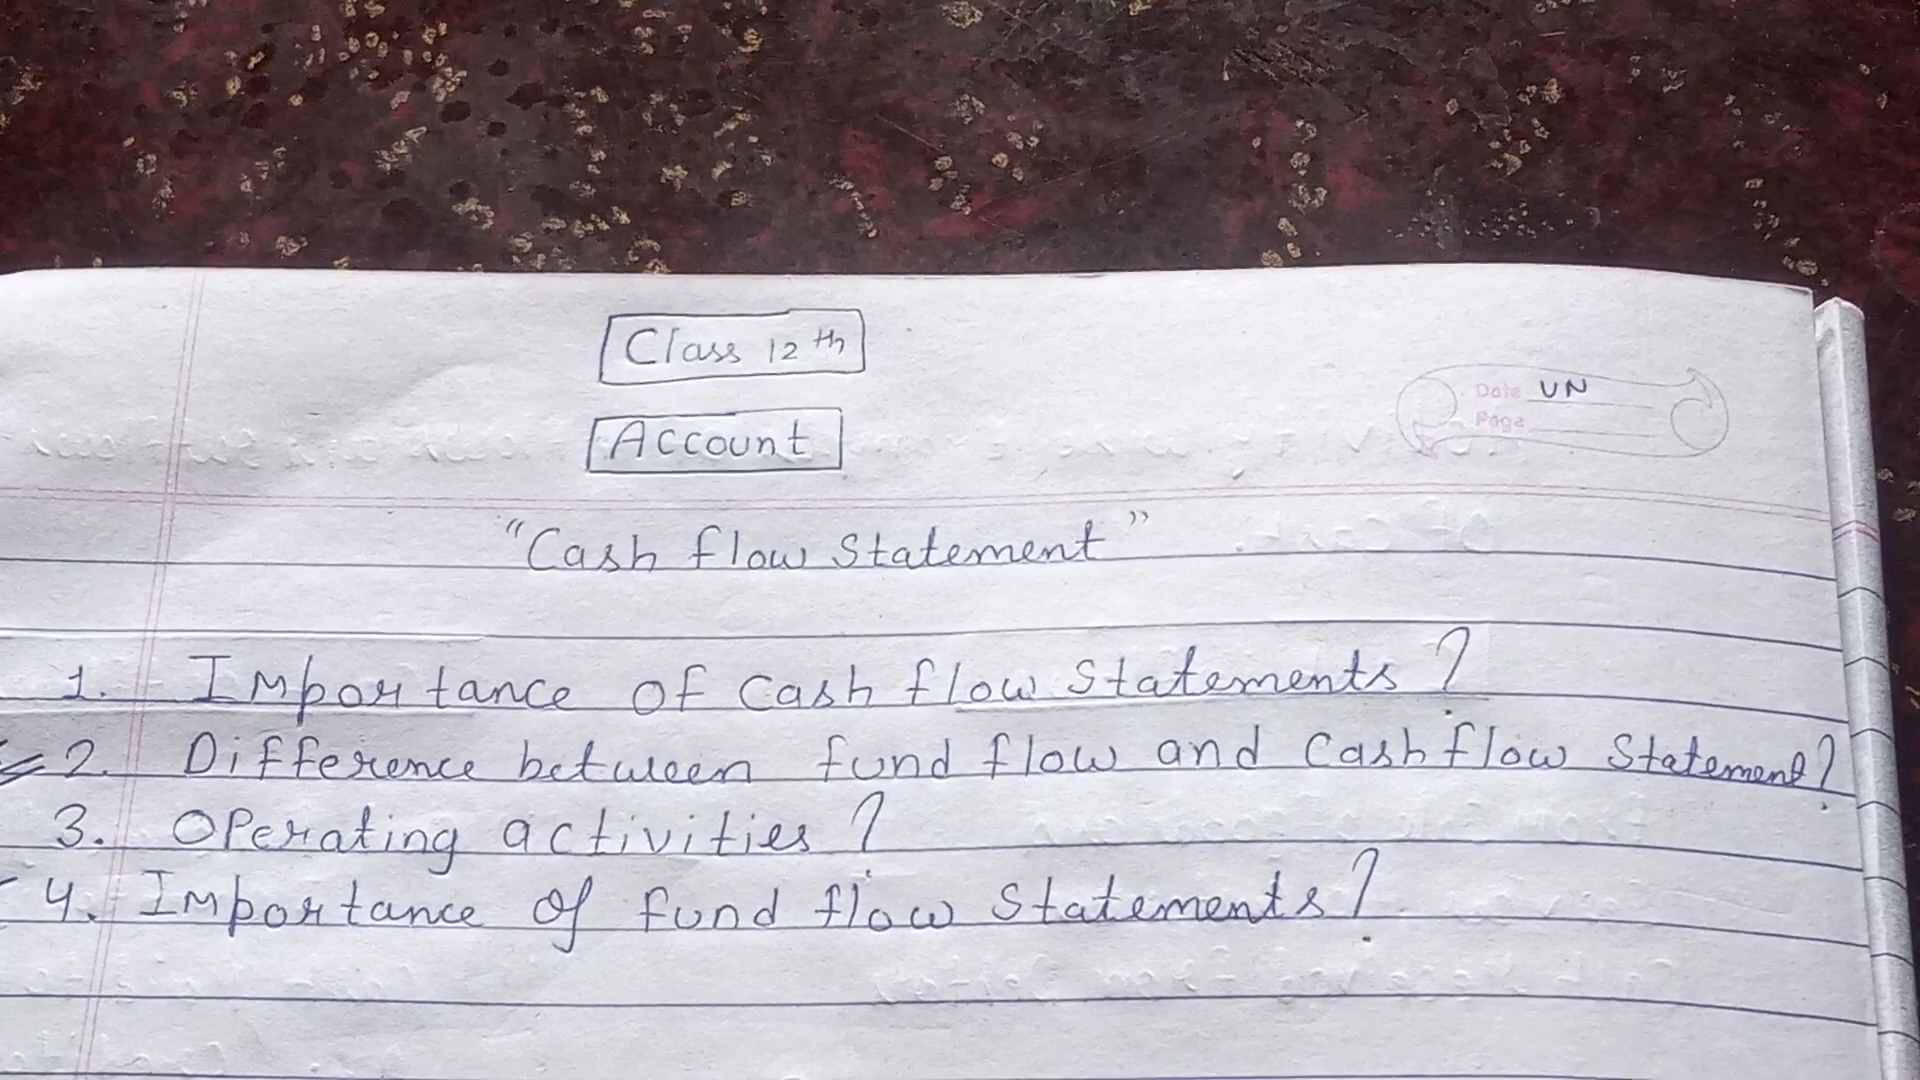 Class 12th
Date UN
Page
Account
"Cash flow Statement"
1. Importance of Cash flow Statements?
2. Difference between fund flow and Cash flow Statement?
3. Operating activities?
4. Importance of fund flow Statements?